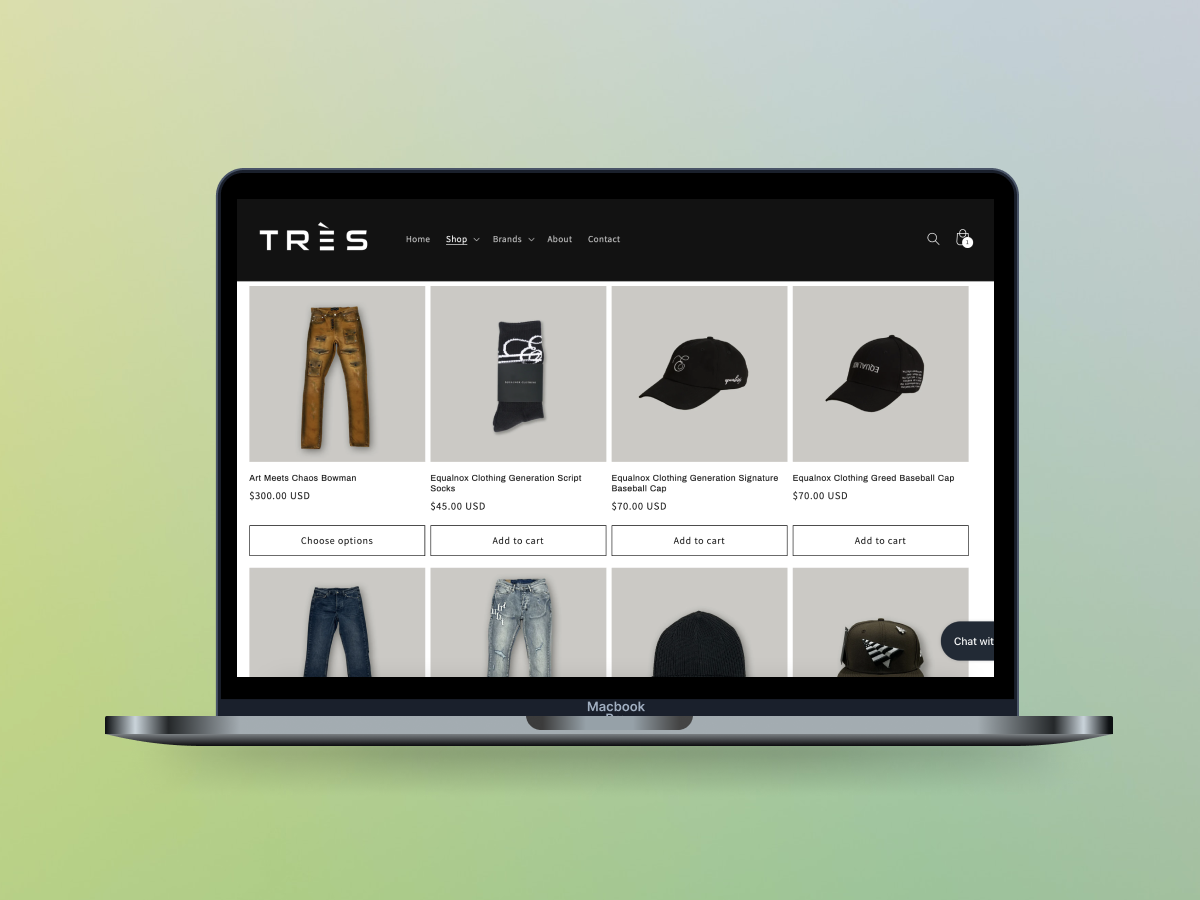 TRÈS
Home
Shop
Brands
About
Contact
1
Art Meets Chaos Bowman
$300.00 USD
Choose options
Equalnox Clothing Generation Script
Socks
$45.00 USD
Add to cart
Equalnox Clothing Generation Signature
Baseball Cap
$70.00 USD
Add to cart
Equalnox Clothing Greed Baseball Cap
$70.00 USD
Add to cart
Chat wit
Macbook